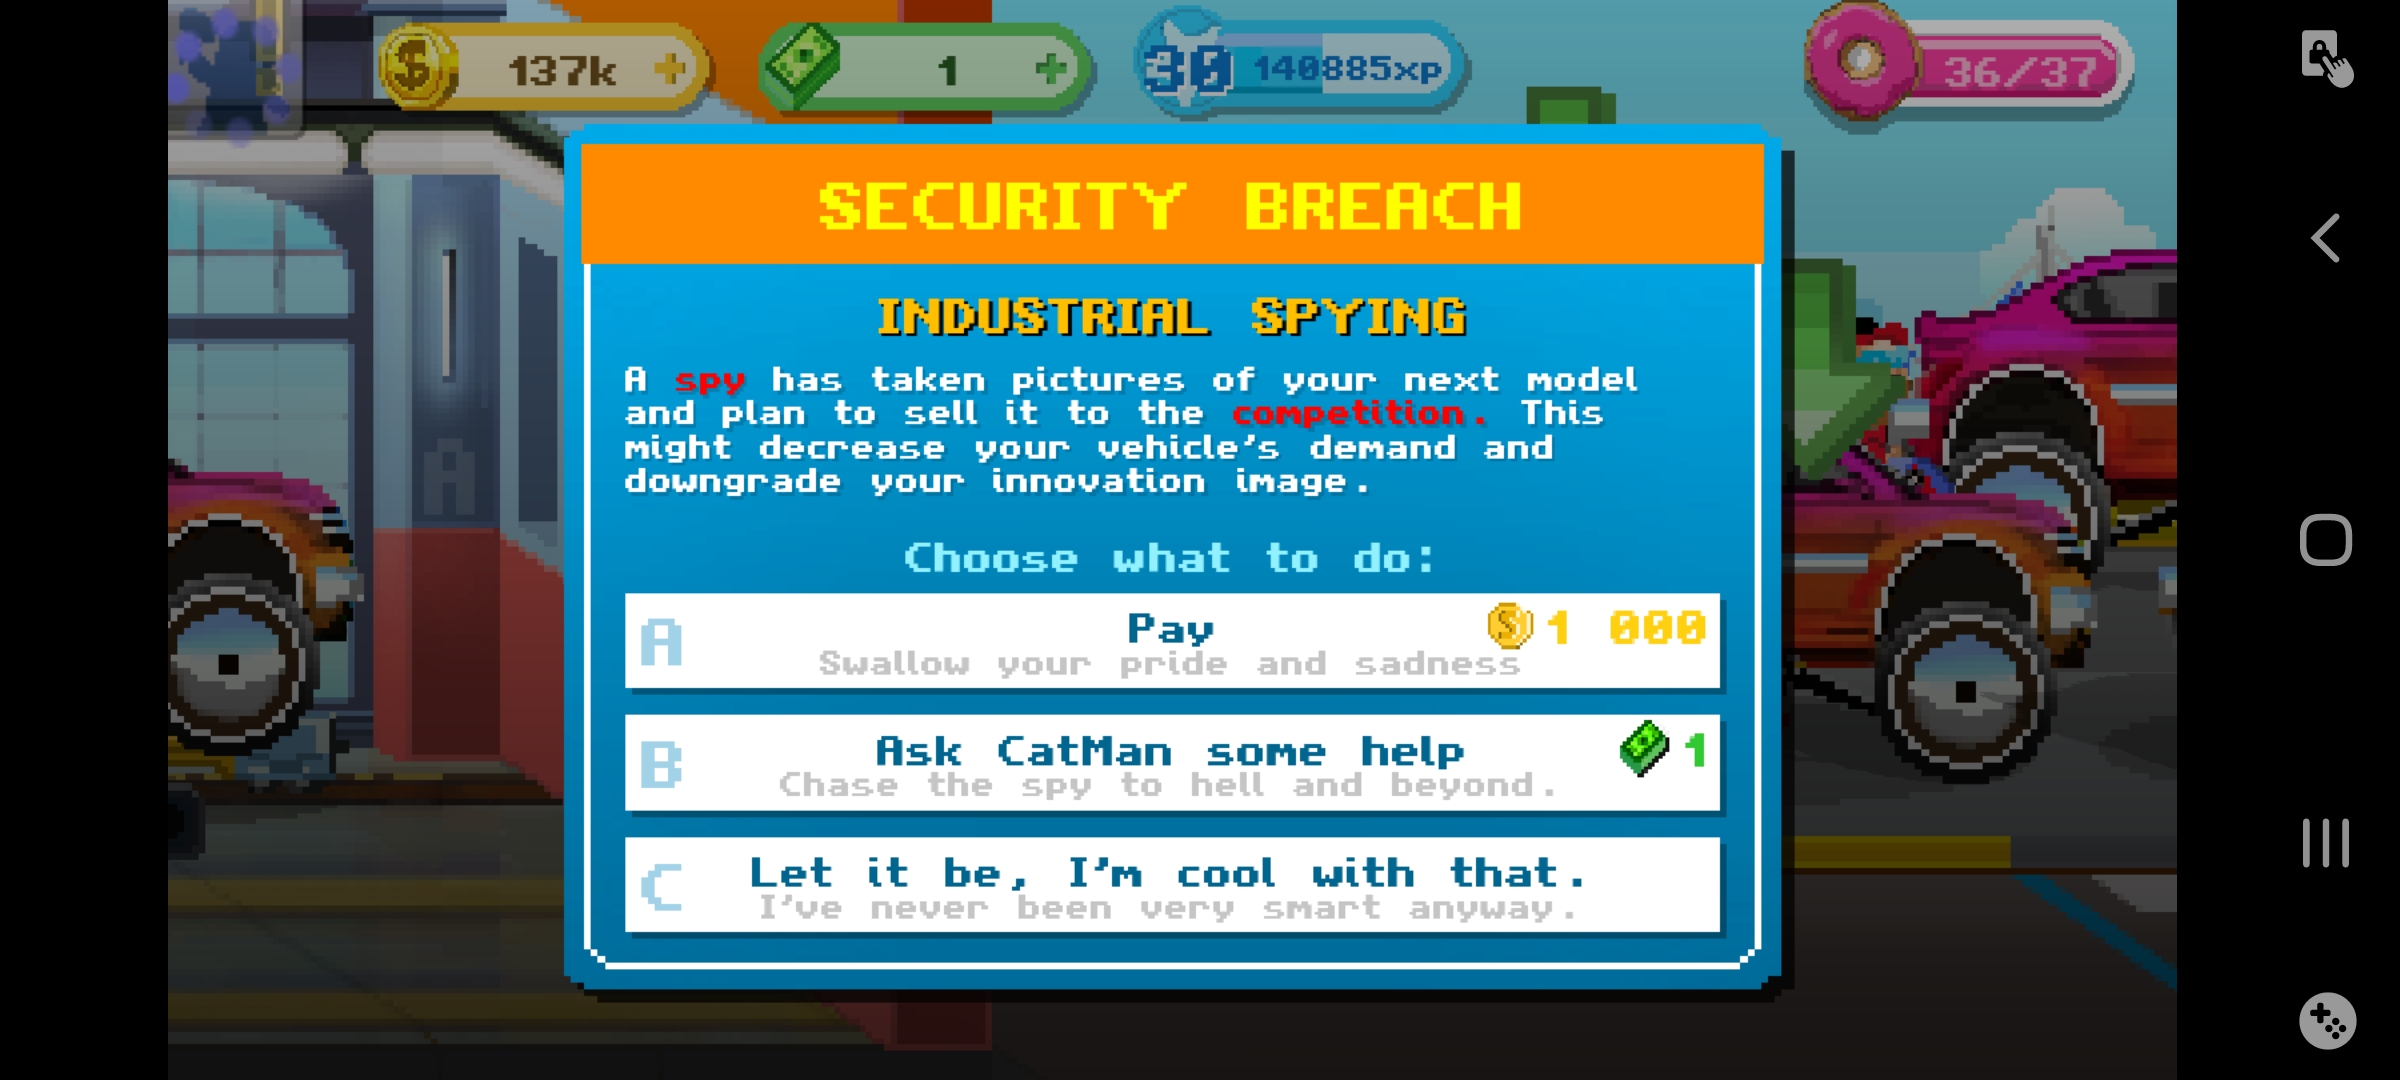 137k
1
30 140885xp
36/37
SECURITY BREACH
INDUSTRIAL SPYING
A spy has taken pictures of your next model
and plan to sell it to the competition. This
might decrease your vehicle's demand and
downgrade your innovation image.
Choose what to do:
A Pay 1 000
Swallow your pride and sadness
B Ask CatMan some help 1
Chase the spy to hell and beyond.
C Let it be, I'm cool with that.
I've never been very smart anyway.
A